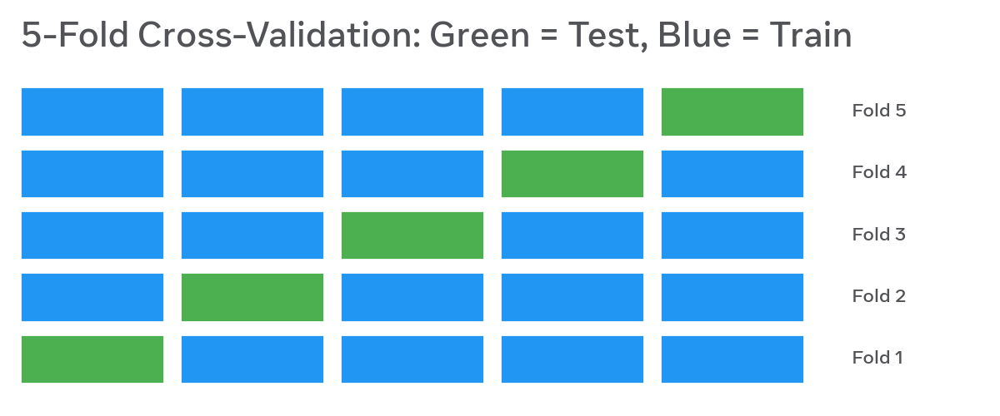 5-Fold Cross-Validation: Green = Test, Blue = Train
Fold 5
Fold 4
Fold 3
Fold 2
Fold 1